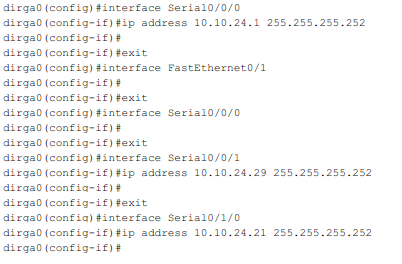 dirga0(config)#interface Serial0/0/0
dirga0(config-if)#ip address 10.10.24.1 255.255.255.252
dirga0(config-if)#
dirga0(config-if)#exit
dirga0(config)#interface FastEthernet0/1
dirga0(config-if)#
dirga0(config-if)#exit
dirga0(config)#interface Serial0/0/0
dirga0(config-if)#
dirga0(config-if)#exit
dirga0(config)#interface Serial0/0/1
dirga0(config-if)#ip address 10.10.24.29 255.255.255.252
dirga0(config-if)#
dirga0(config-if)#exit
dirga0(config)#interface Serial0/1/0
dirga0(config-if)#ip address 10.10.24.21 255.255.255.252
dirga0(config-if)#